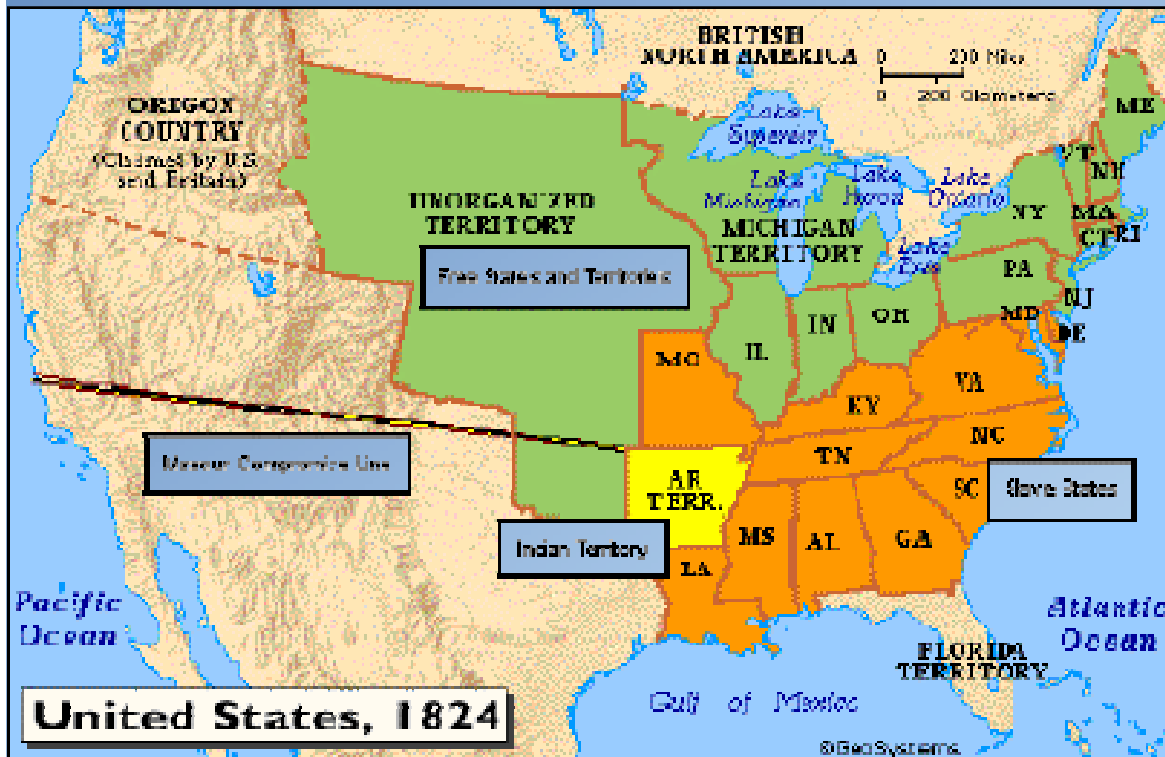 BRITISH
NORTH AMERICA
0 200 Miles
0 200 Kilometers
OREGON
COUNTRY
(Claimed by U.S.
and Britain)
Lake
Superior
ME
VT
NH
Lake
Michigan
Lake
Huron
Lake
Ontario
UNORGANIZED
TERRITORY
MICHIGAN
TERRITORY
NY
MA
CT
RI
Lake
Erie
Free States and Territories
PA
NJ
MD
DE
IL
IN
OH
MO
VA
KY
NC
TN
Compromise Line
AR
TERR.
SC
Slave States
Indian Territory
MS
AL
GA
LA
Pacific
Ocean
Atlantic
Ocean
FLORIDA
TERRITORY
United States, 1824
Gulf of Mexico
©GeoSystems